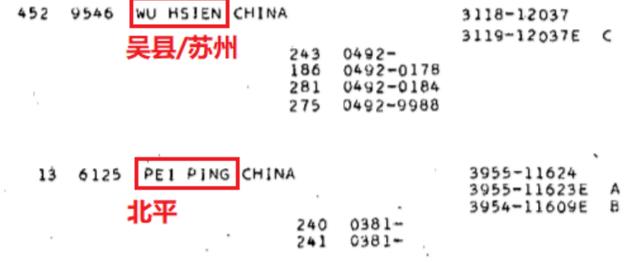 452 9546 WU HSIEN CHINA 3118-12037
3119-12037E C
吴县/苏州
243 0492-
186 0492-0178
281 0492-0184
275 0492-9988
13 6125 PEI PING CHINA 3955-11624
3955-11623E A
3954-11609E B
北平
240 0381-
241 0381-